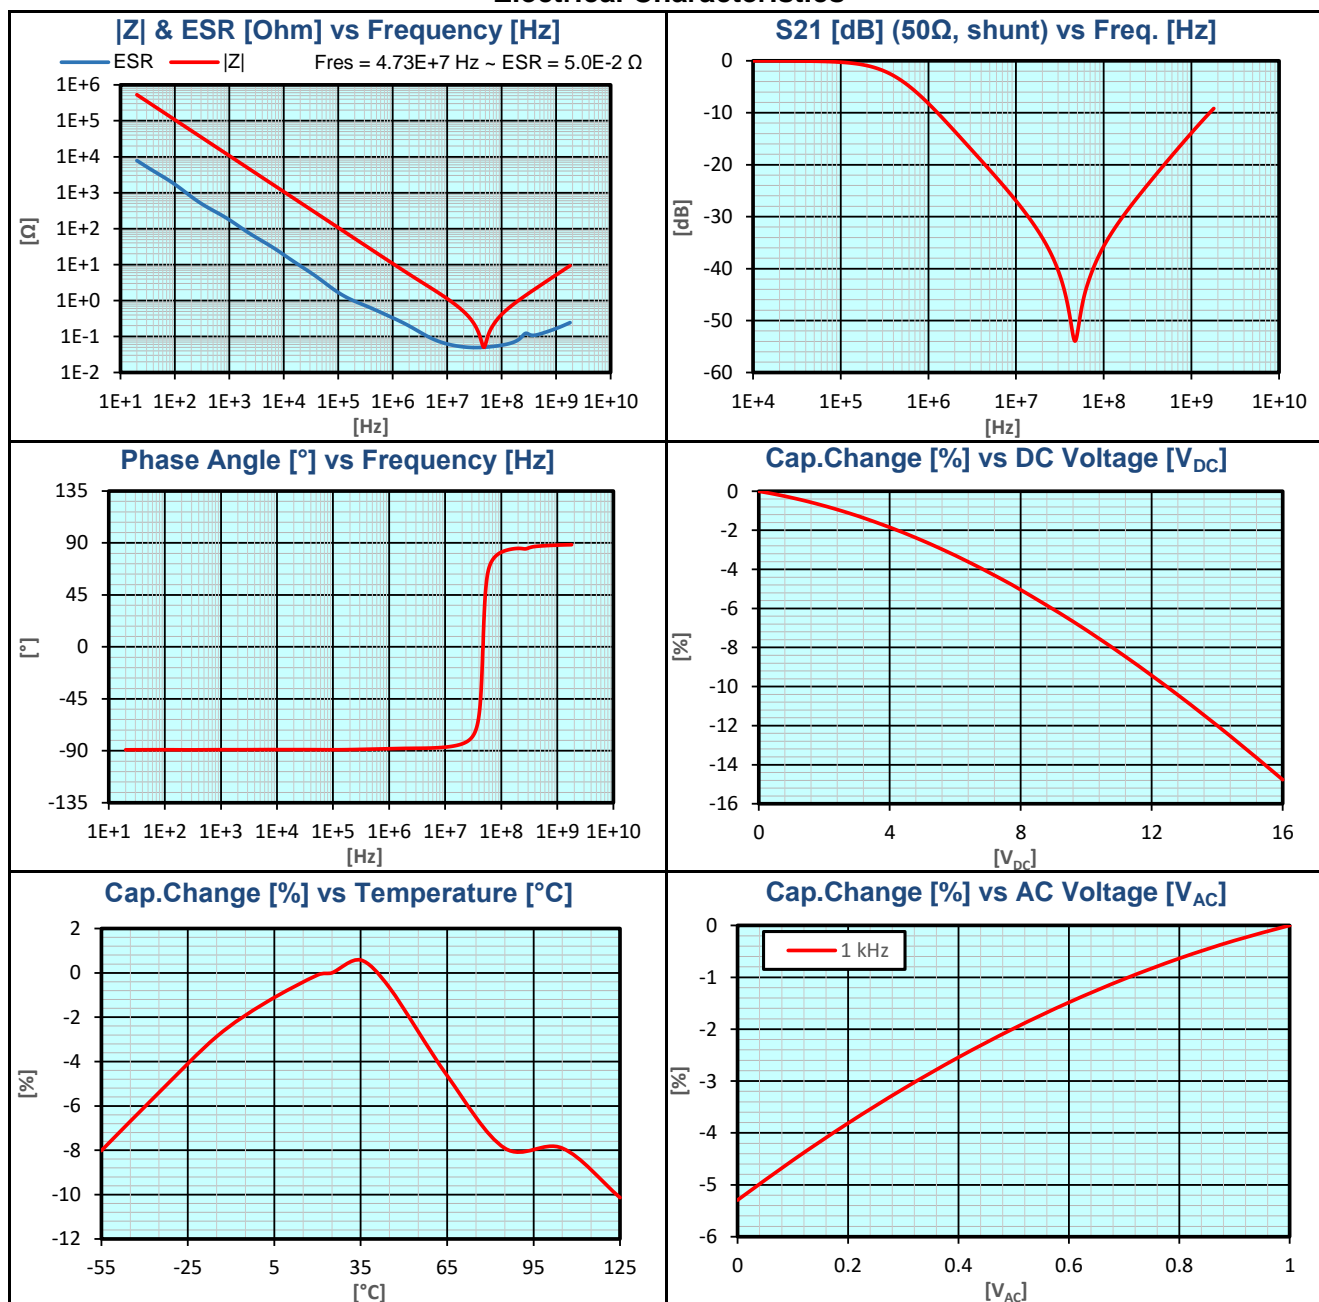 |Z| & ESR [Ohm] vs Frequency [Hz]
ESR |Z| Fres = 4.73E+7 Hz ~ ESR = 5.0E-2 Ω
1E+6
1E+5
1E+4
1E+3
1E+2
1E+1
1E+0
1E-1
1E-2
[Ω]
1E+1 1E+2 1E+3 1E+4 1E+5 1E+6 1E+7 1E+8 1E+9 1E+10
[Hz]
S21 [dB] (50Ω, shunt) vs Freq. [Hz]
0
-10
-20
-30
-40
-50
-60
[dB]
1E+4 1E+5 1E+6 1E+7 1E+8 1E+9 1E+10
[Hz]
Phase Angle [°] vs Frequency [Hz]
135
90
45
0
-45
-90
-135
[°]
1E+1 1E+2 1E+3 1E+4 1E+5 1E+6 1E+7 1E+8 1E+9 1E+10
[Hz]
Cap.Change [%] vs DC Voltage [VDC]
0
-2
-4
-6
-8
-10
-12
-14
-16
[%]
0 4 8 12 16
[VDC]
Cap.Change [%] vs Temperature [°C]
2
0
-2
-4
-6
-8
-10
-12
[%]
-55 -25 5 35 65 95 125
[°C]
Cap.Change [%] vs AC Voltage [VAC]
1 kHz
0
-1
-2
-3
-4
-5
-6
[%]
0 0.2 0.4 0.6 0.8 1
[VAC]